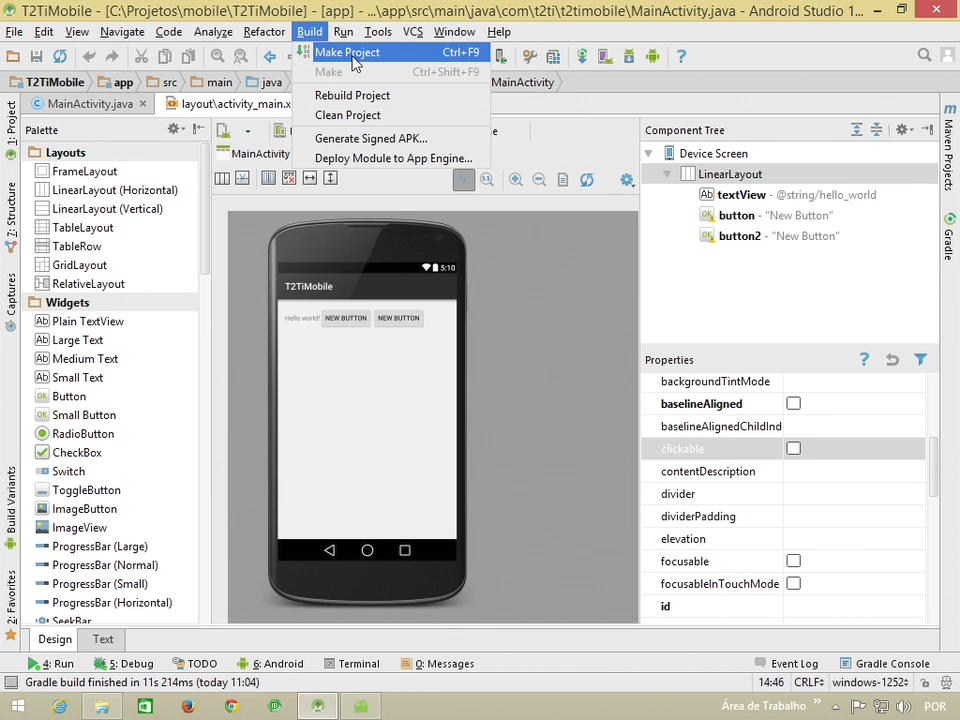 T2TiMobile - [C:\Projetos\mobile\T2TiMobile] - [app] - ...\app\src\main\java\com\t2ti\t2timobile\MainActivity.java - Android Studio 1...
File Edit View Navigate Code Analyze Refactor Build Run Tools VCS Window Help
Make Project Ctrl+F9
Make Ctrl+Shift+F9
Rebuild Project
Clean Project
Generate Signed APK...
Deploy Module to App Engine...
T2TiMobile app src main java MainActivity
MainActivity.java layout\activity_main.x
Palette
MainActivity
Layouts
FrameLayout
LinearLayout (Horizontal)
LinearLayout (Vertical)
TableLayout
TableRow
GridLayout
RelativeLayout
Widgets
Plain TextView
Large Text
Medium Text
Small Text
Button
Small Button
RadioButton
CheckBox
Switch
ToggleButton
ImageButton
ImageView
ProgressBar (Large)
ProgressBar (Normal)
ProgressBar (Small)
ProgressBar (Horizontal)
SeekBar
1: Project
7: Structure
Captures
Build Variants
2: Favorites
5:10
T2TiMobile
Hello world! NEW BUTTON NEW BUTTON
Component Tree
Device Screen
LinearLayout
textView - @string/hello_world
button - "New Button"
button2 - "New Button"
Properties
backgroundTintMode
baselineAligned
baselineAlignedChildInd
clickable
contentDescription
divider
dividerPadding
elevation
focusable
focusableInTouchMode
id
m
Maven Projects
Gradle
Design Text
4: Run 5: Debug TODO 6: Android Terminal 0: Messages Event Log Gradle Console
Gradle build finished in 11s 214ms (today 11:04) 14:46 CRLF windows-1252
Área de Trabalho POR